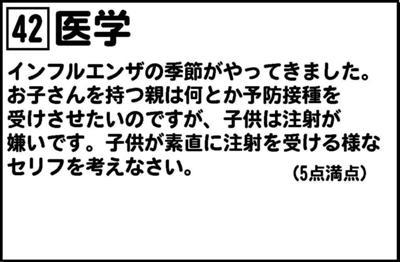 42 医学
インフルエンザの季節がやってきました。
お子さんを持つ親は何とか予防接種を
受けさせたいのですが、子供は注射が
嫌いです。子供が素直に注射を受ける様な
セリフを考えなさい。 (5点満点)